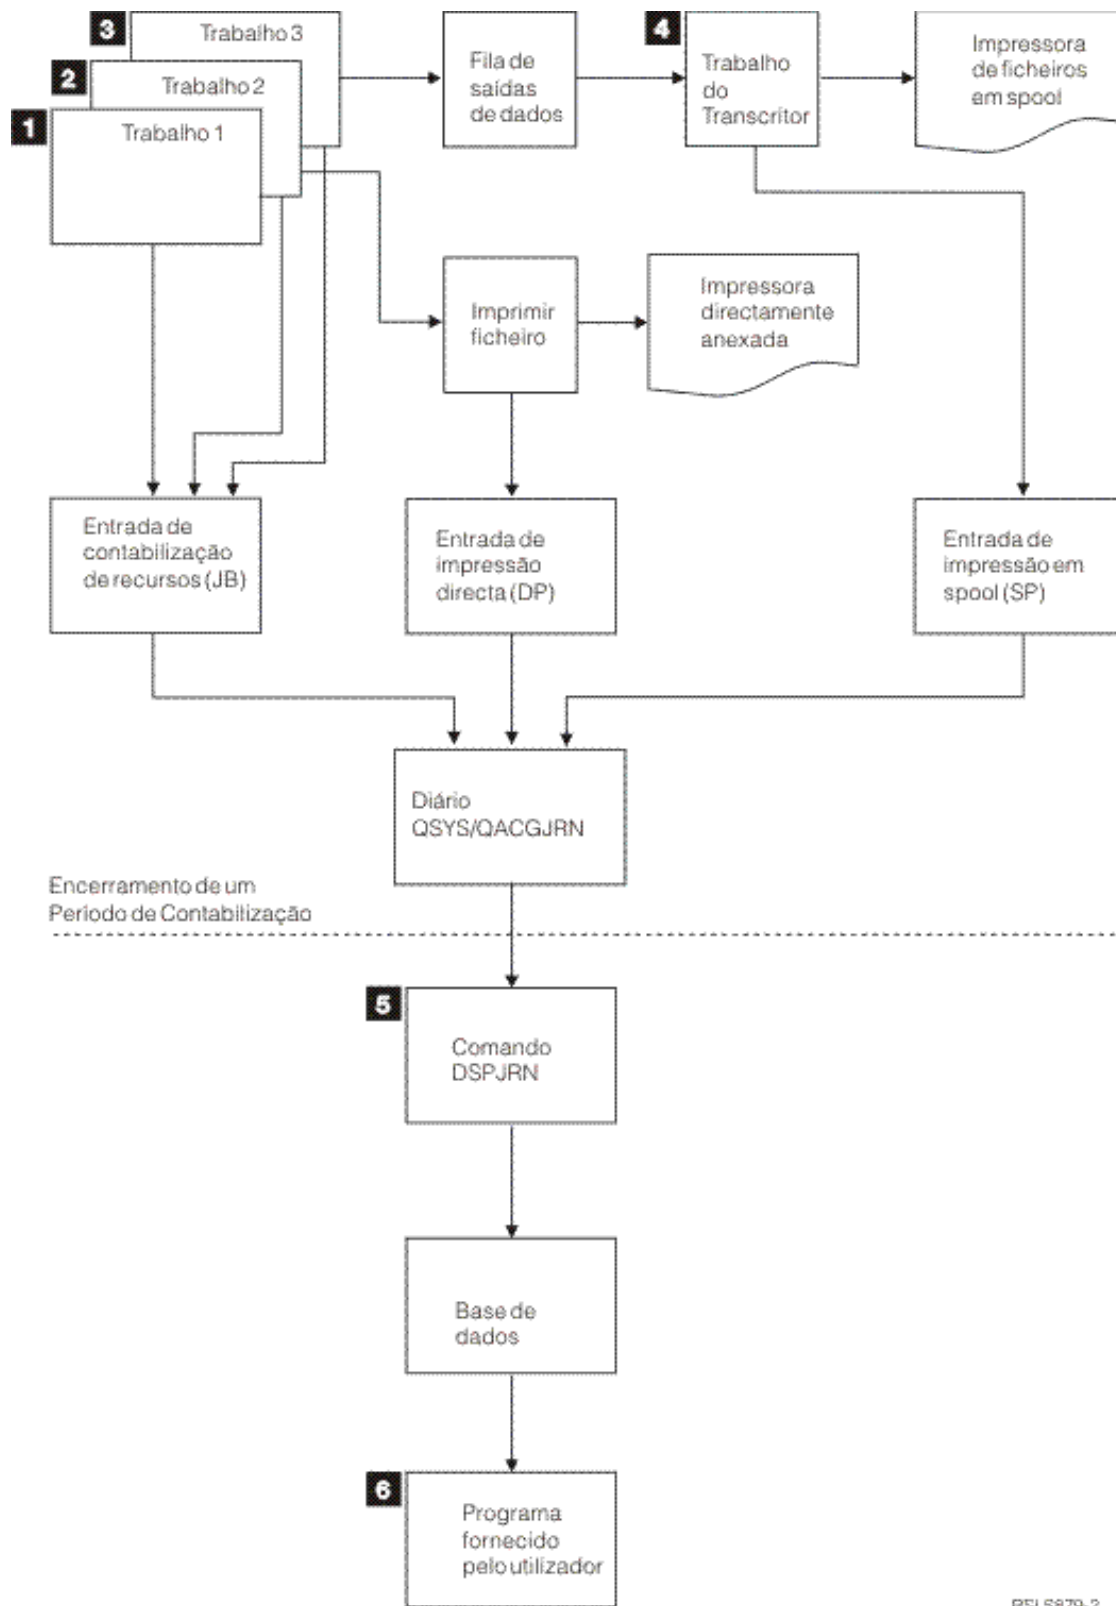 3
Trabalho 3
2
Trabalho 2
1
Trabalho 1
Fila de
saídas
de dados
4
Trabalho
do
Transcritor
Impressora
de ficheiros
em spool
Imprimir
ficheiro
Impressora
directamente
anexada
Entrada de
contabilização
de recursos (JB)
Entrada de
impressão
directa (DP)
Entrada de
impressão em
spool (SP)
Diário
QSYS/QACGJRN
Encerramento de um
Período de Contabilização
5
Comando
DSPJRN
Base de
dados
6
Programa
fornecido
pelo utilizador